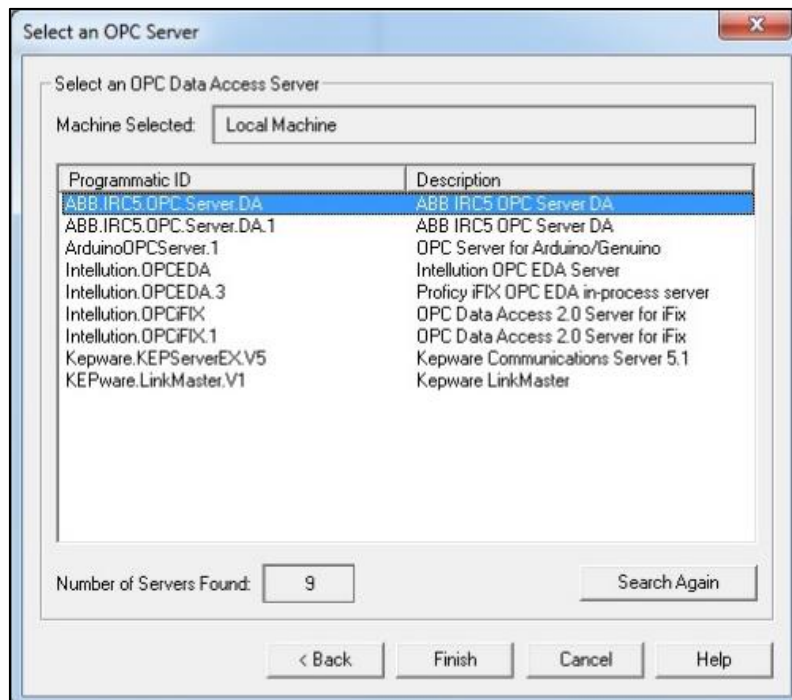 Select an OPC Server
Select an OPC Data Access Server
Machine Selected: Local Machine
Programmatic ID Description
ABB.IRC5.OPC.Server.DA ABB IRC5 OPC Server DA
ABB.IRC5.OPC.Server.DA.1 ABB IRC5 OPC Server DA
ArduinoOPCServer.1 OPC Server for Arduino/Genuino
Intellution.OPCEDA Intellution OPC EDA Server
Intellution.OPCEDA.3 Proficy iFIX OPC EDA in-process server
Intellution.OPCiFIX OPC Data Access 2.0 Server for iFix
Intellution.OPCiFIX.1 OPC Data Access 2.0 Server for iFix
Kepware.KEPServerEX.V5 Kepware Communications Server 5.1
KEPware.LinkMaster.V1 Kepware LinkMaster
Number of Servers Found: 9 Search Again
< Back Finish Cancel Help